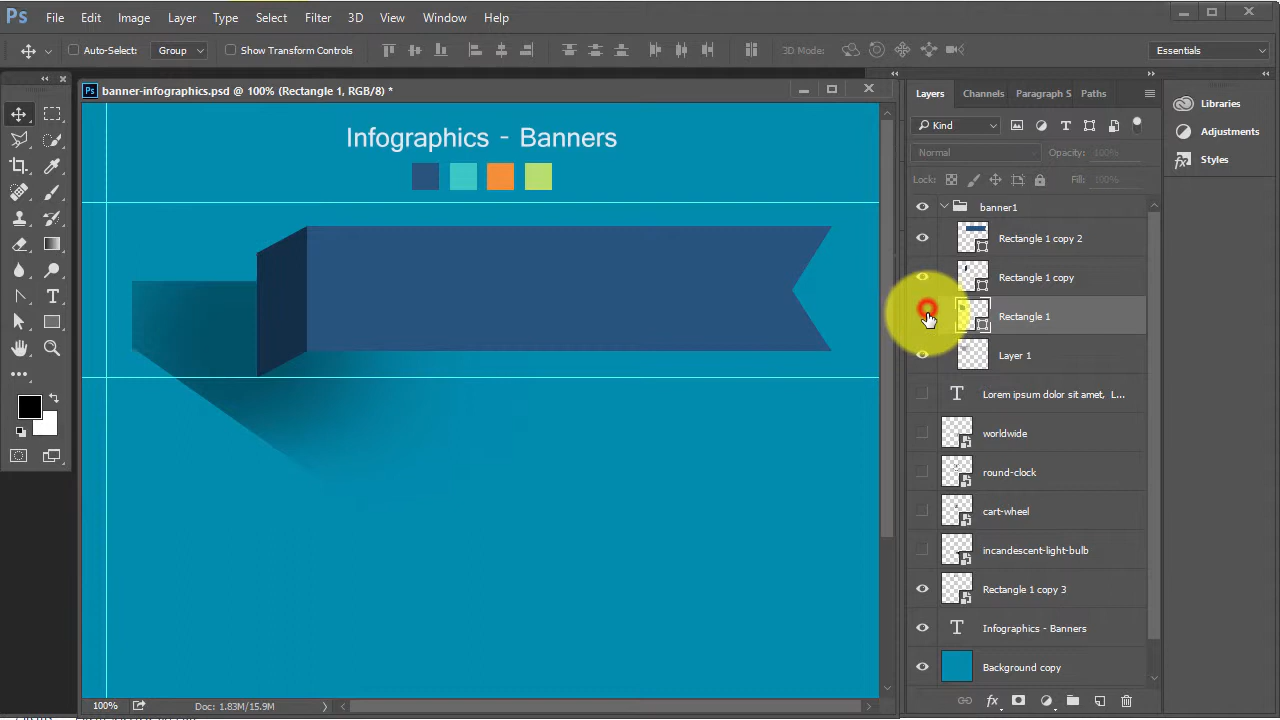 Ps File Edit Image Layer Type Select Filter 3D View Window Help
Auto-Select: Group Show Transform Controls 3D Mode: Essentials
banner-infographics.psd @ 100% (Rectangle 1, RGB/8) *
Infographics - Banners
Layers Channels Paragraph S Paths
Kind
Normal Opacity: 100%
Lock: Fill: 100%
banner1
Rectangle 1 copy 2
Rectangle 1 copy
Rectangle 1
Layer 1
Lorem ipsum dolor sit amet, L...
worldwide
round-clock
cart-wheel
incandescent-light-bulb
Rectangle 1 copy 3
Infographics - Banners
Background copy
Libraries
Adjustments
Styles
100% Doc: 1.83M/15.9M